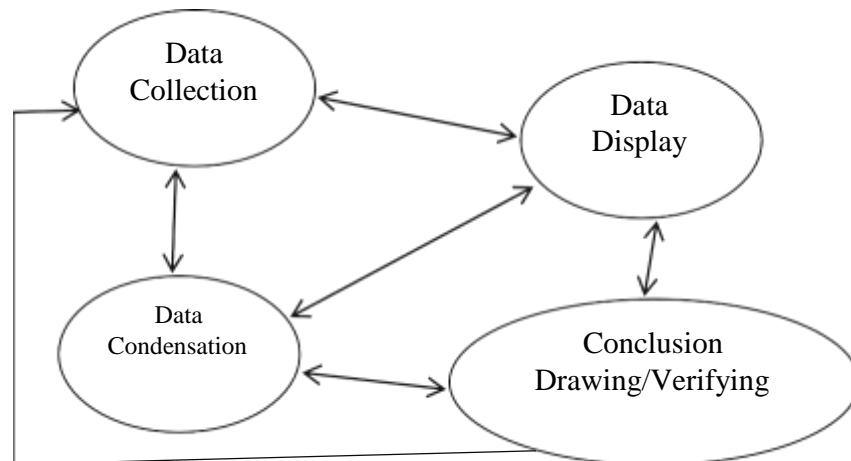 Data
Collection
Data
Display
Data
Condensation
Conclusion
Drawing/Verifying